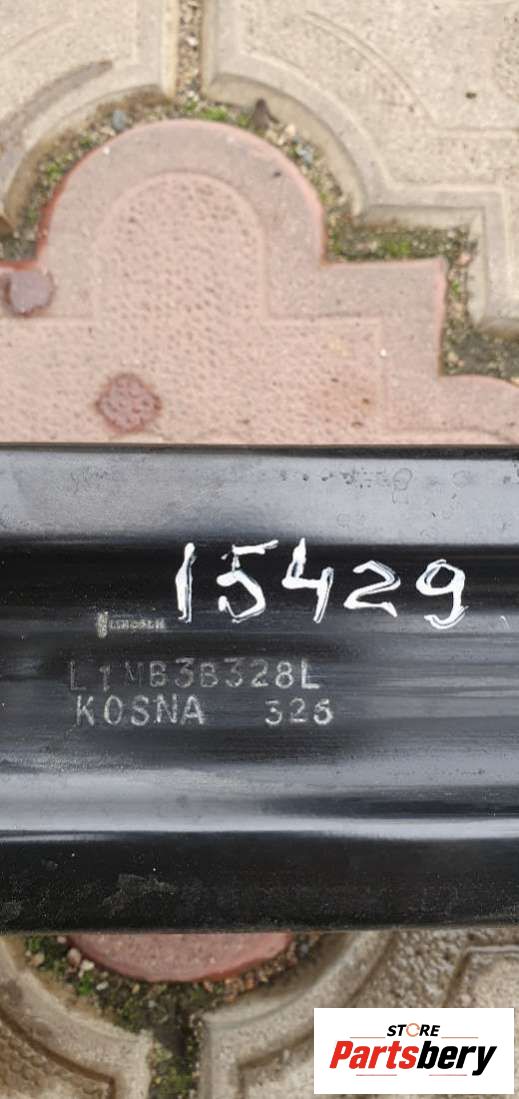 15429
L1MB3B328L
KOSNA 326
STORE
Partsbery